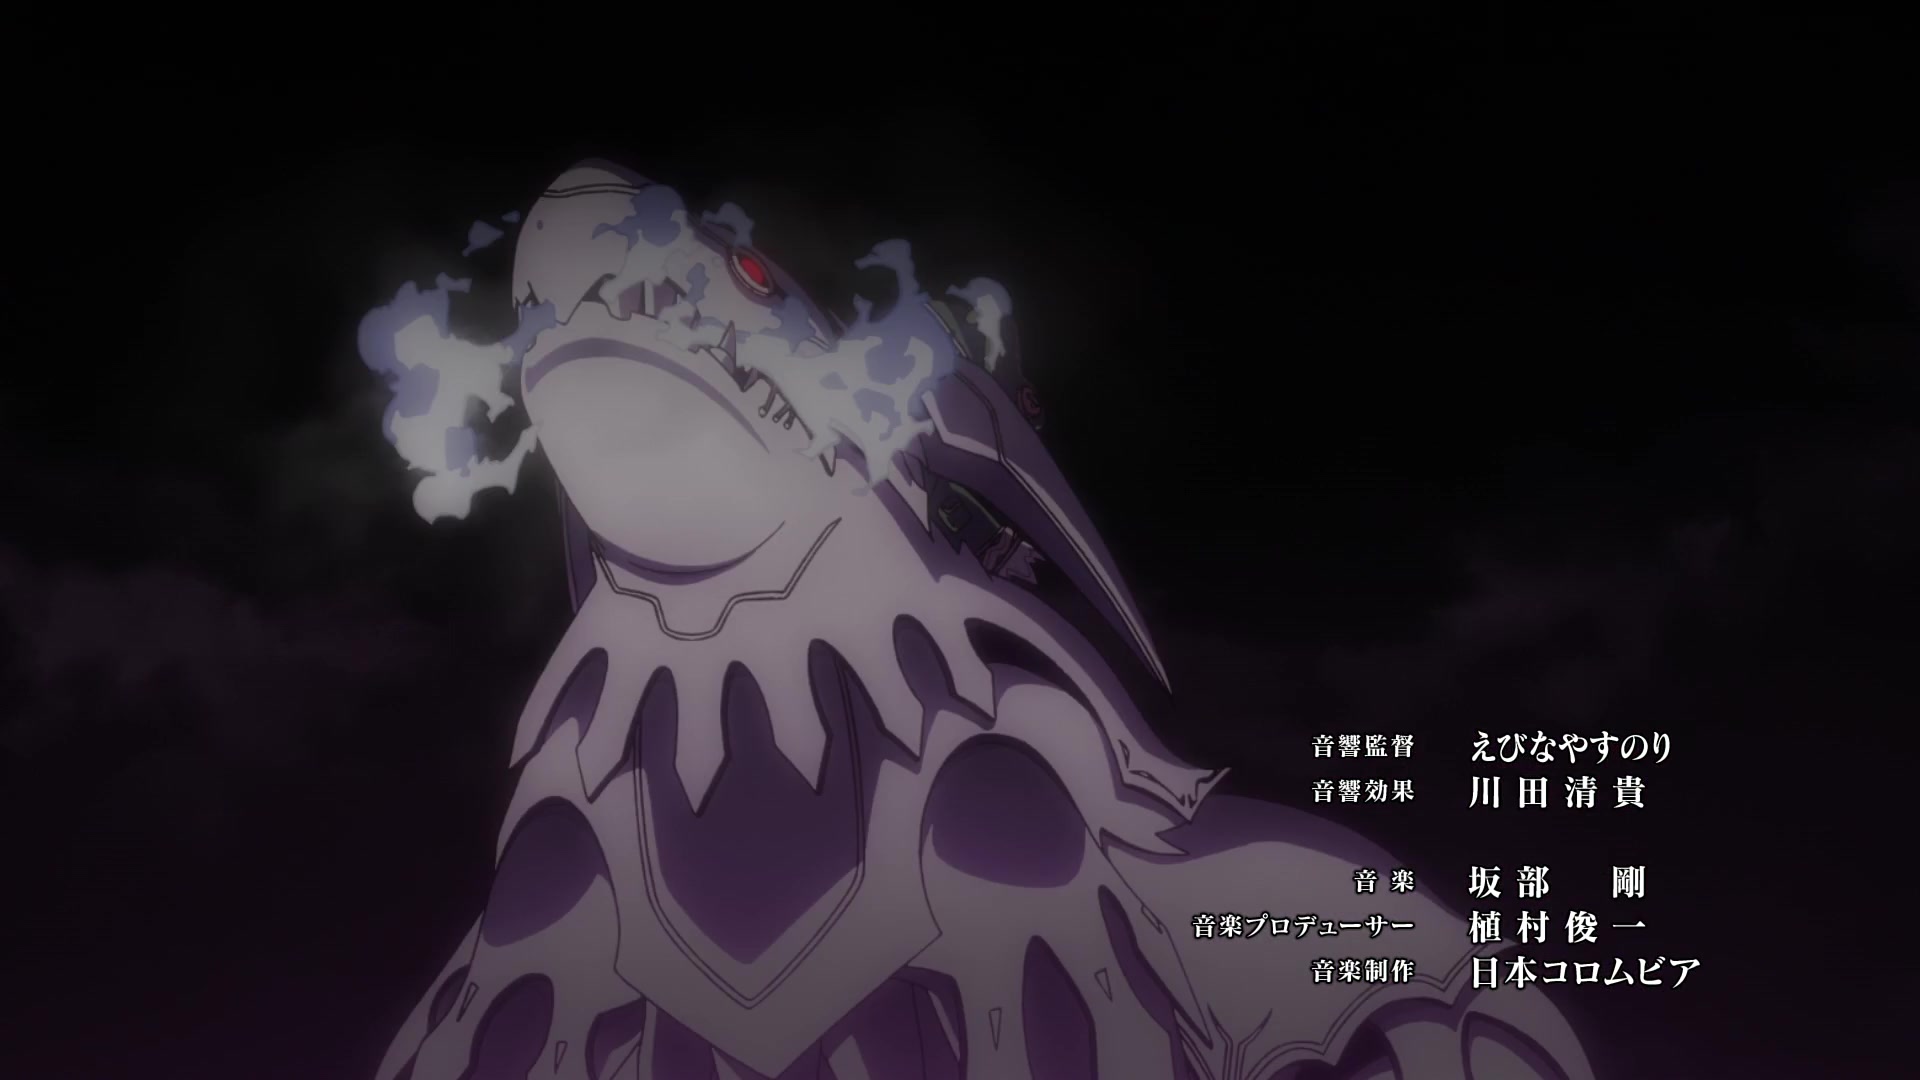 音響監督 えびなやすのり
音響効果 川田清貴
音楽 坂部 剛
音楽プロデューサー 植村俊一
音楽制作 日本コロムビア